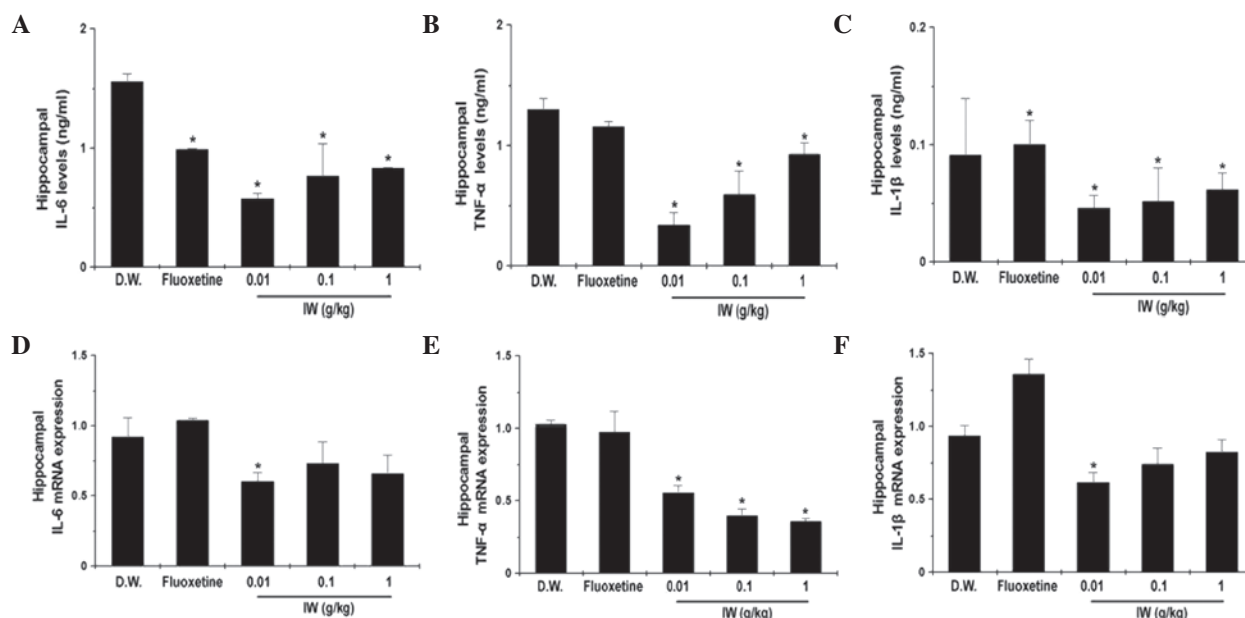 A
Hippocampal
IL-6 levels (ng/ml)
2
1
0
*
*
*
*
D.W.
Fluoxetine
0.01
0.1
1
IW (g/kg)
B
Hippocampal
TNF-α levels (ng/ml)
2
1
0
*
*
*
D.W.
Fluoxetine
0.01
0.1
1
IW (g/kg)
C
Hippocampal
IL-1β levels (ng/ml)
0.2
0.1
0
*
*
*
*
D.W.
Fluoxetine
0.01
0.1
1
IW (g/kg)
D
Hippocampal
IL-6 mRNA expression
1.5
1.0
0.5
0
*
D.W.
Fluoxetine
0.01
0.1
1
IW (g/kg)
E
Hippocampal
TNF-α mRNA expression
1.5
1.0
0.5
0
*
*
*
D.W.
Fluoxetine
0.01
0.1
1
IW (g/kg)
F
Hippocampal
IL-1β mRNA expression
1.5
1.0
0.5
0
*
D.W.
Fluoxetine
0.01
0.1
1
IW (g/kg)